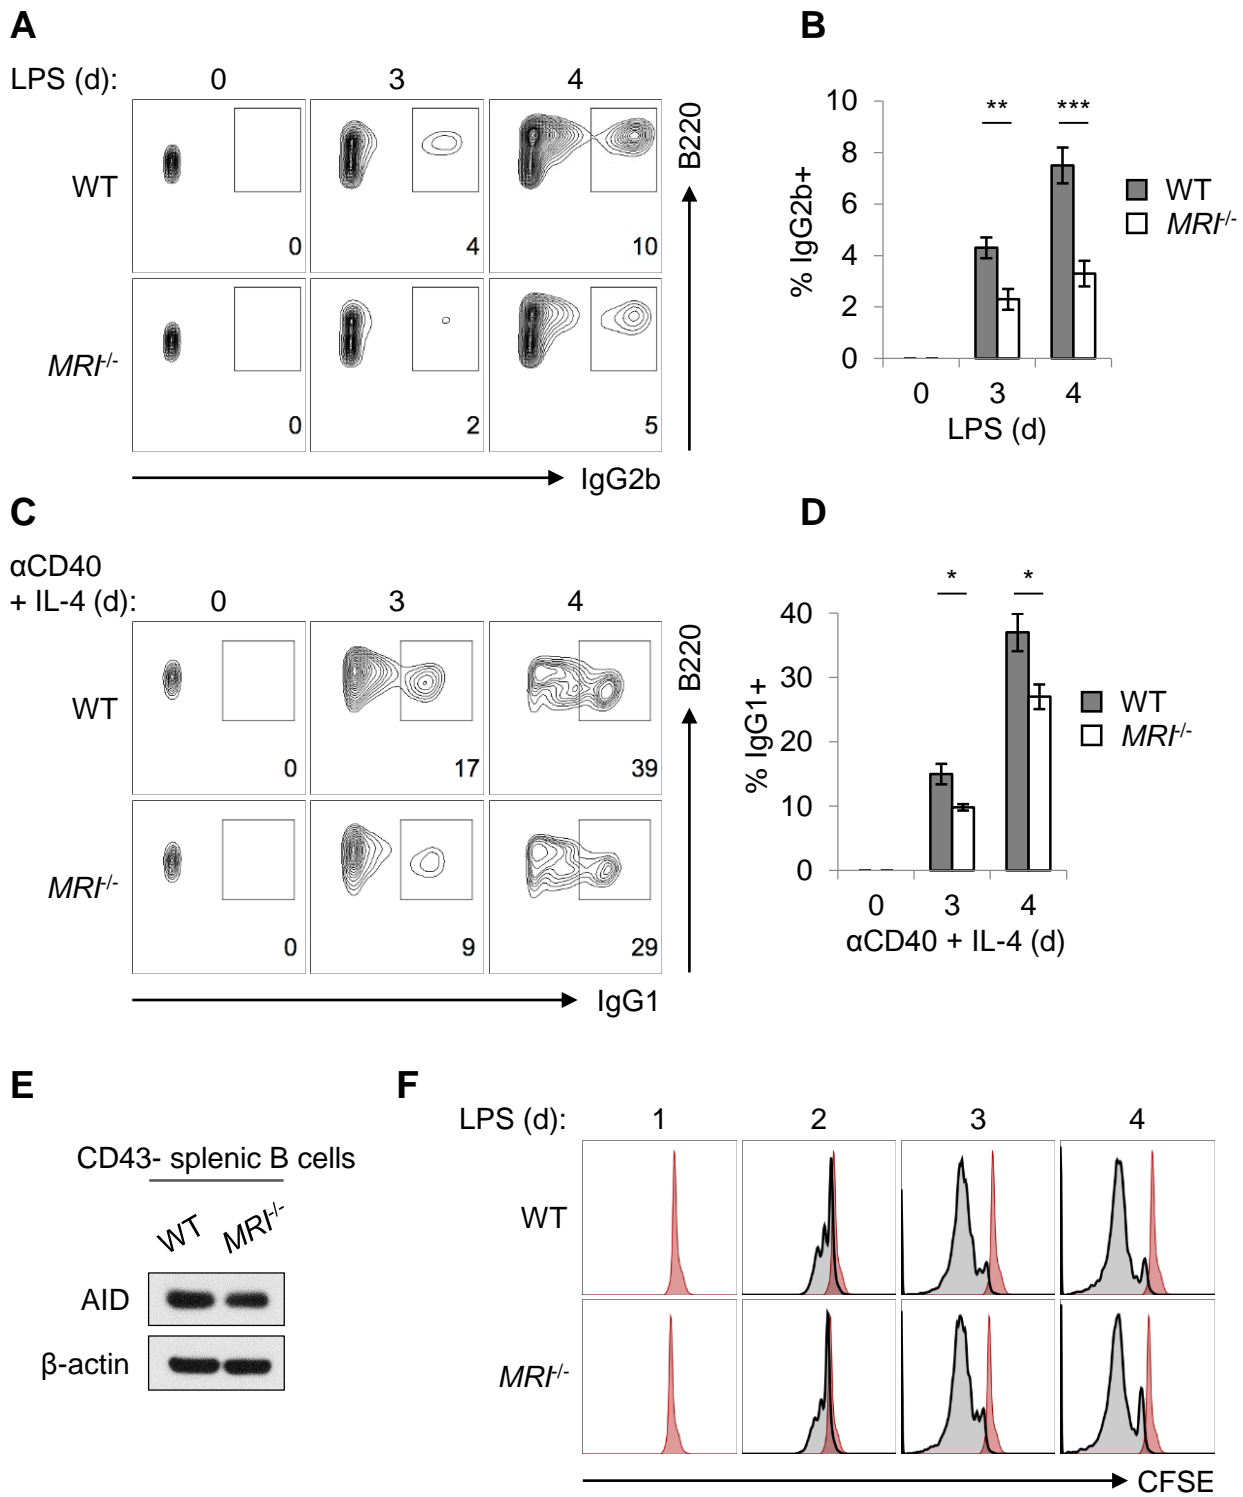 A
LPS (d): 0 3 4
WT
0 4 10
MRI-/-
0 2 5
B220
IgG2b
B
% IgG2b+
10
8
6
4
2
0
** ***
0 3 4
LPS (d)
WT
MRI-/-
C
αCD40
+ IL-4 (d): 0 3 4
WT
0 17 39
MRI-/-
0 9 29
B220
IgG1
D
% IgG1+
40
30
20
10
0
* *
0 3 4
αCD40 + IL-4 (d)
WT
MRI-/-
E
CD43- splenic B cells
WT MRI-/-
AID
β-actin
F
LPS (d): 1 2 3 4
WT
MRI-/-
CFSE